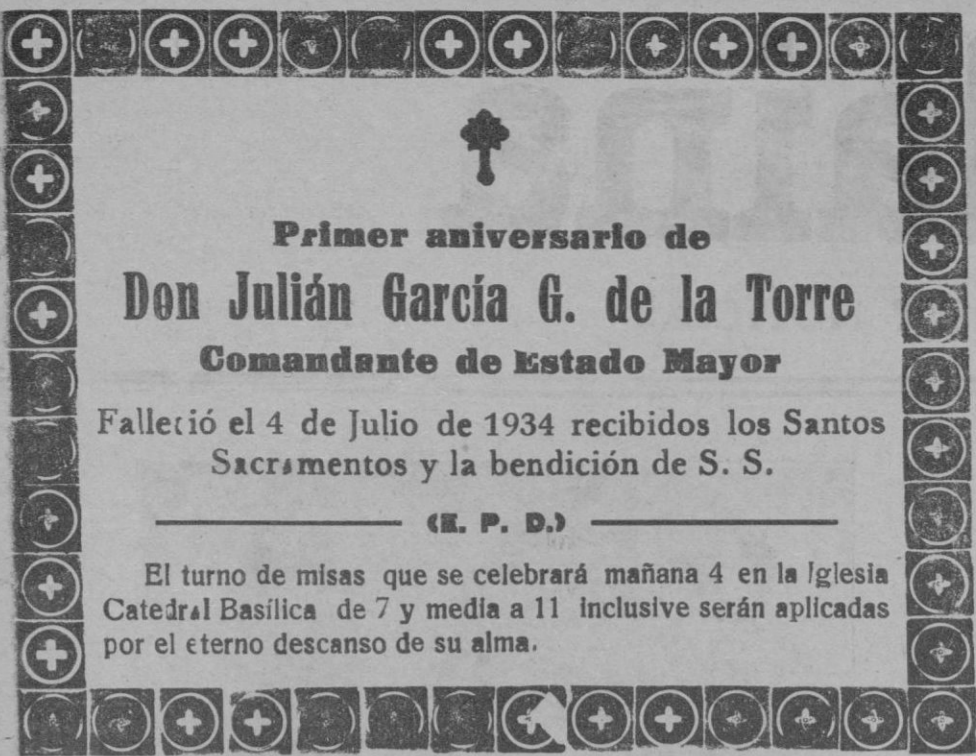 Primer aniversario de
Don Julián García G. de la Torre
Comandante de Estado Mayor
Falleció el 4 de Julio de 1934 recibidos los Santos
Sacramentos y la bendición de S. S.
(E. P. D.)
El turno de misas que se celebrará mañana 4 en la Iglesia
Catedral Basílica de 7 y media a 11 inclusive serán aplicadas
por el eterno descanso de su alma.